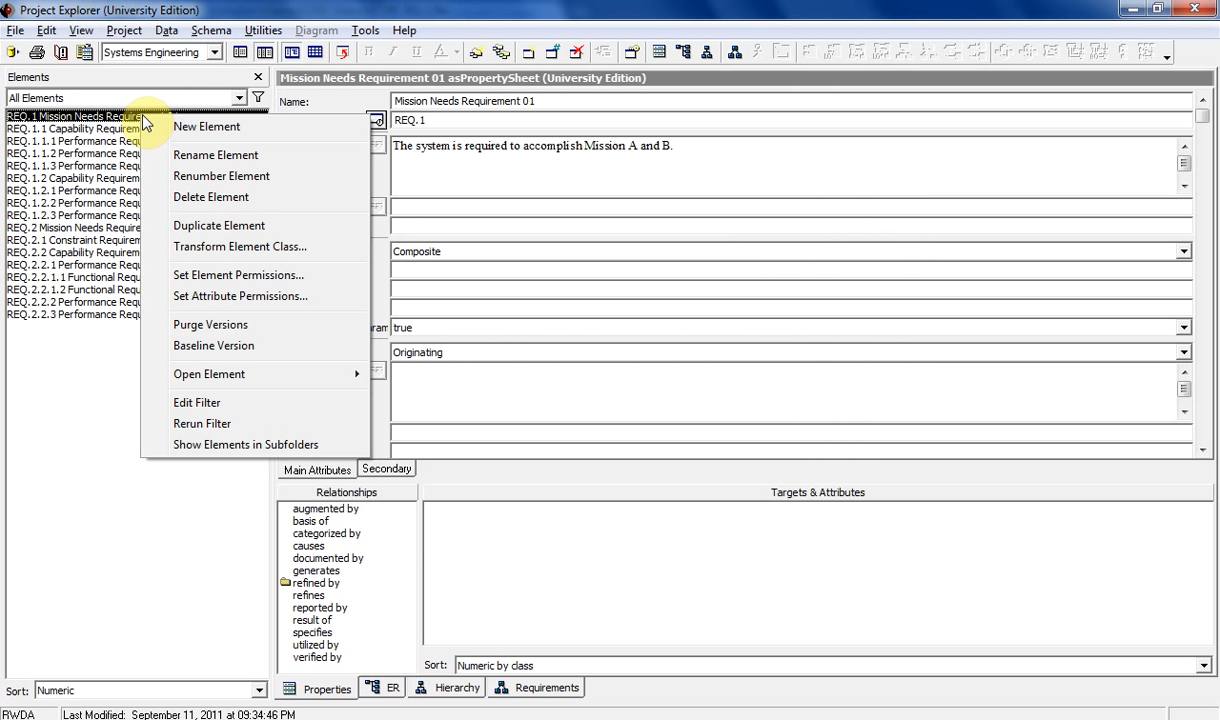 Project Explorer (University Edition)
File Edit View Project Data Schema Utilities Diagram Tools Help
Systems Engineering
B I U A
Elements
Mission Needs Requirement 01 asPropertySheet (University Edition)
All Elements
Name: Mission Needs Requirement 01
REQ.1 Mission Needs Require
REQ.1
REQ.1.1 Capability Requirem
REQ.1.1.1 Performance Requ
REQ.1.1.2 Performance Requ
REQ.1.1.3 Performance Requ
REQ.1.2 Capability Requirem
REQ.1.2.1 Performance Requ
REQ.1.2.2 Performance Requ
REQ.1.2.3 Performance Requ
REQ.2 Mission Needs Require
REQ.2.1 Constraint Requirem
REQ.2.2 Capability Requirem
REQ.2.2.1 Performance Requ
REQ.2.2.1.1 Functional Requ
REQ.2.2.1.2 Functional Requ
REQ.2.2.2 Performance Requ
REQ.2.2.3 Performance Requ
New Element
Rename Element
Renumber Element
Delete Element
Duplicate Element
Transform Element Class...
Set Element Permissions...
Set Attribute Permissions...
Purge Versions
Baseline Version
Open Element
Edit Filter
Rerun Filter
Show Elements in Subfolders
The system is required to accomplish Mission A and B.
Composite
ram true
Originating
Main Attributes Secondary
Relationships
Targets & Attributes
augmented by
basis of
categorized by
causes
documented by
generates
refined by
refines
reported by
result of
specifies
utilized by
verified by
Sort: Numeric by class
Sort: Numeric
Properties ER Hierarchy Requirements
RWDA Last Modified: September 11, 2011 at 09:34:46 PM